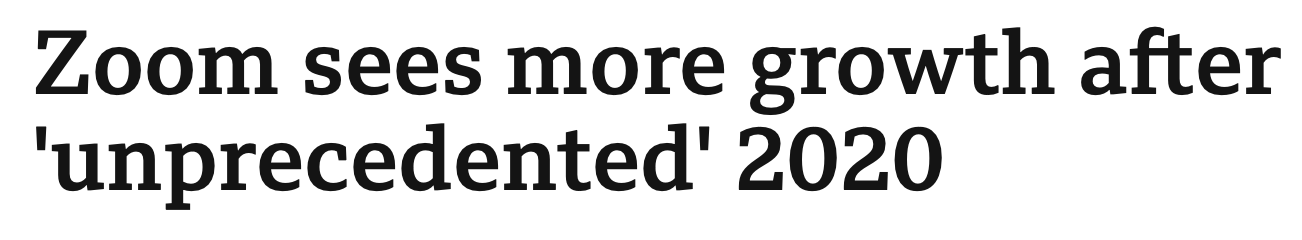 Zoom sees more growth after
'unprecedented' 2020